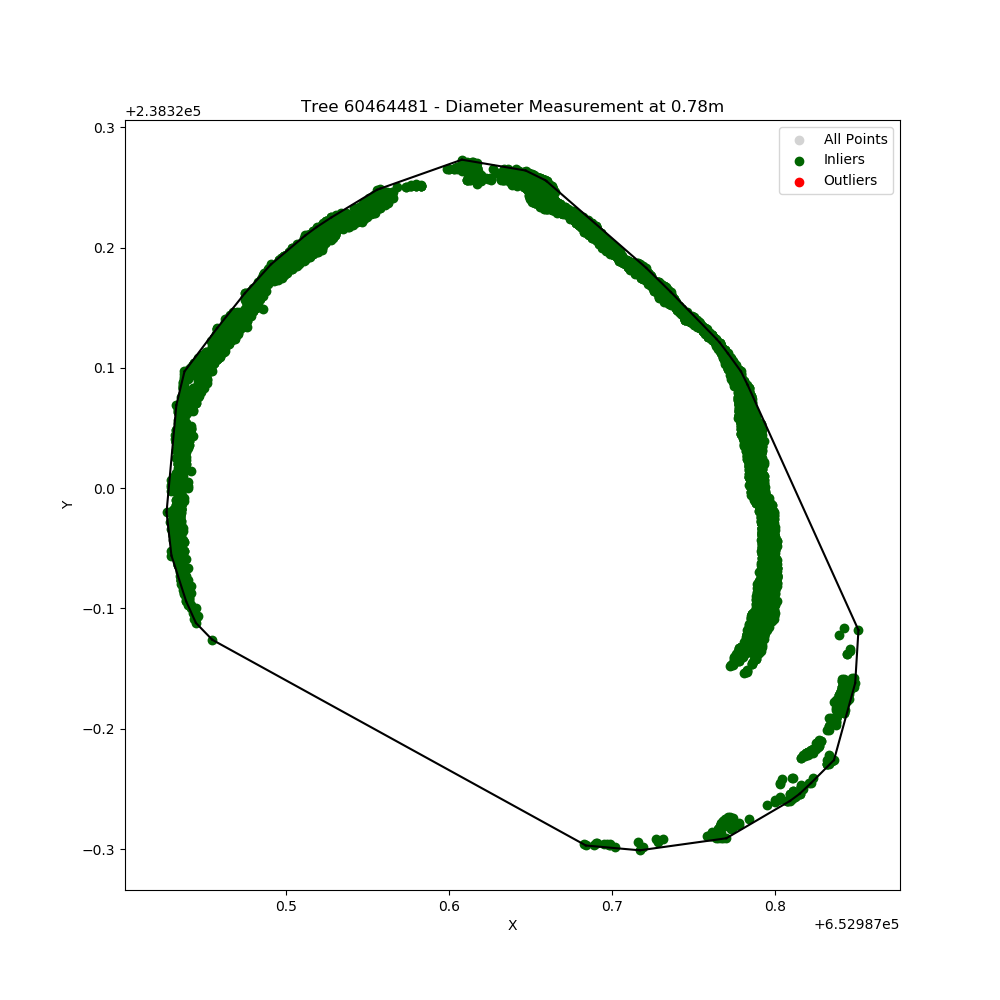 Tree 60464481 - Diameter Measurement at 0.78m
+2.3832e5
All Points
Inliers
Outliers
0.3
0.2
0.1
0.0
−0.1
−0.2
−0.3
Y
0.5 0.6 0.7 0.8
X
+6.52987e5